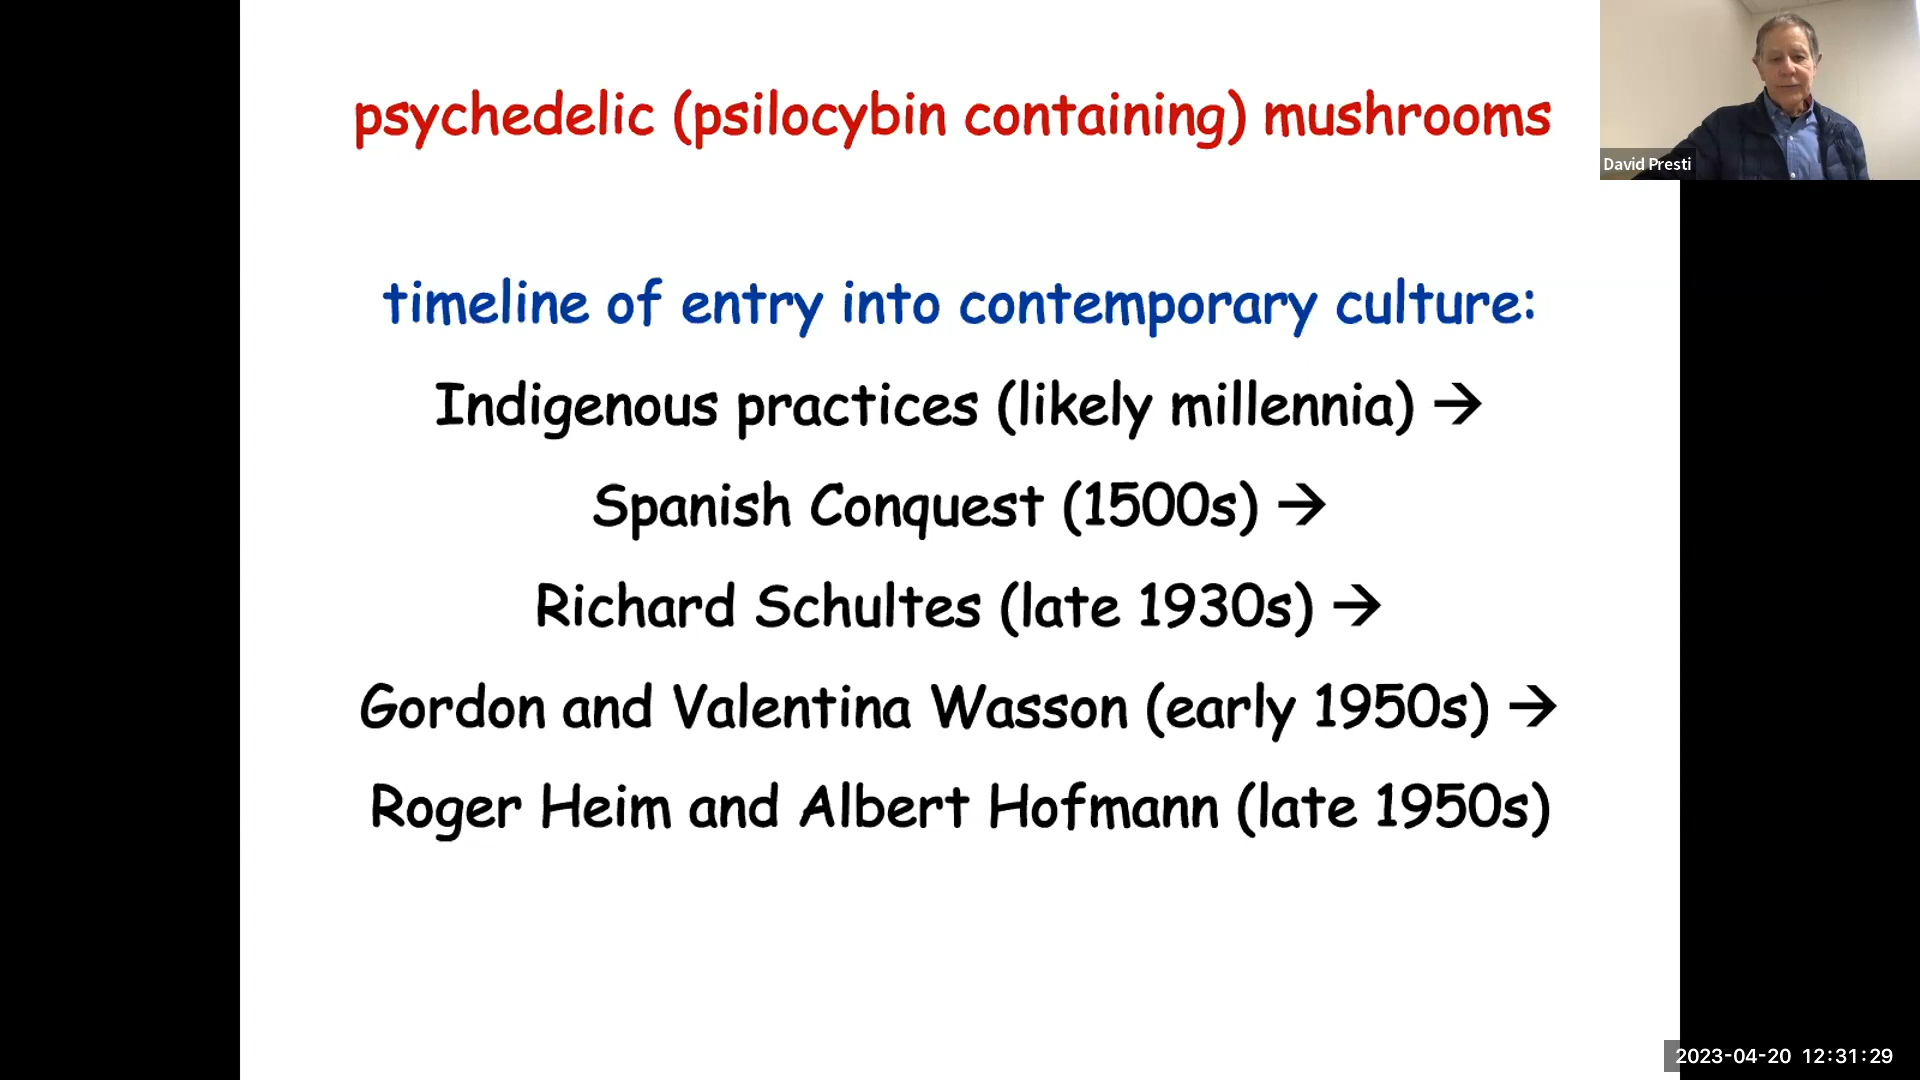 psychedelic (psilocybin containing) mushrooms
David Presti
timeline of entry into contemporary culture:
Indigenous practices (likely millennia) →
Spanish Conquest (1500s) →
Richard Schultes (late 1930s) →
Gordon and Valentina Wasson (early 1950s) →
Roger Heim and Albert Hofmann (late 1950s)
2023-04-20 12:31:29